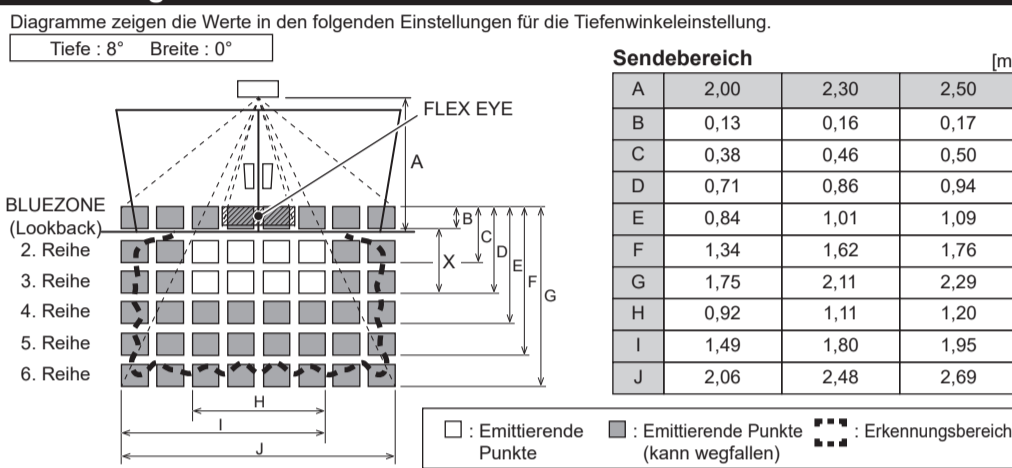 Diagramme zeigen die Werte in den folgenden Einstellungen für die Tiefenwinkeleinstellung.
Tiefe : 8° Breite : 0°
FLEX EYE
A
BLUEZONE
(Lookback)
2. Reihe
3. Reihe
4. Reihe
5. Reihe
6. Reihe
B
C
D
E
F
G
X
H
I
J
Sendebereich [m
A 2,00 2,30 2,50
B 0,13 0,16 0,17
C 0,38 0,46 0,50
D 0,71 0,86 0,94
E 0,84 1,01 1,09
F 1,34 1,62 1,76
G 1,75 2,11 2,29
H 0,92 1,11 1,20
I 1,49 1,80 1,95
J 2,06 2,48 2,69
: Emittierende Punkte
: Emittierende Punkte (kann wegfallen)
: Erkennungsbereich